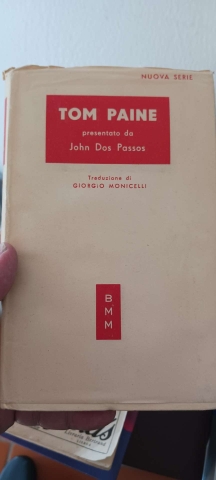 NUOVA SERIE
TOM PAINE
presentato da
John Dos Passos
Traduzione di
GIORGIO MONICELLI
B
M
M